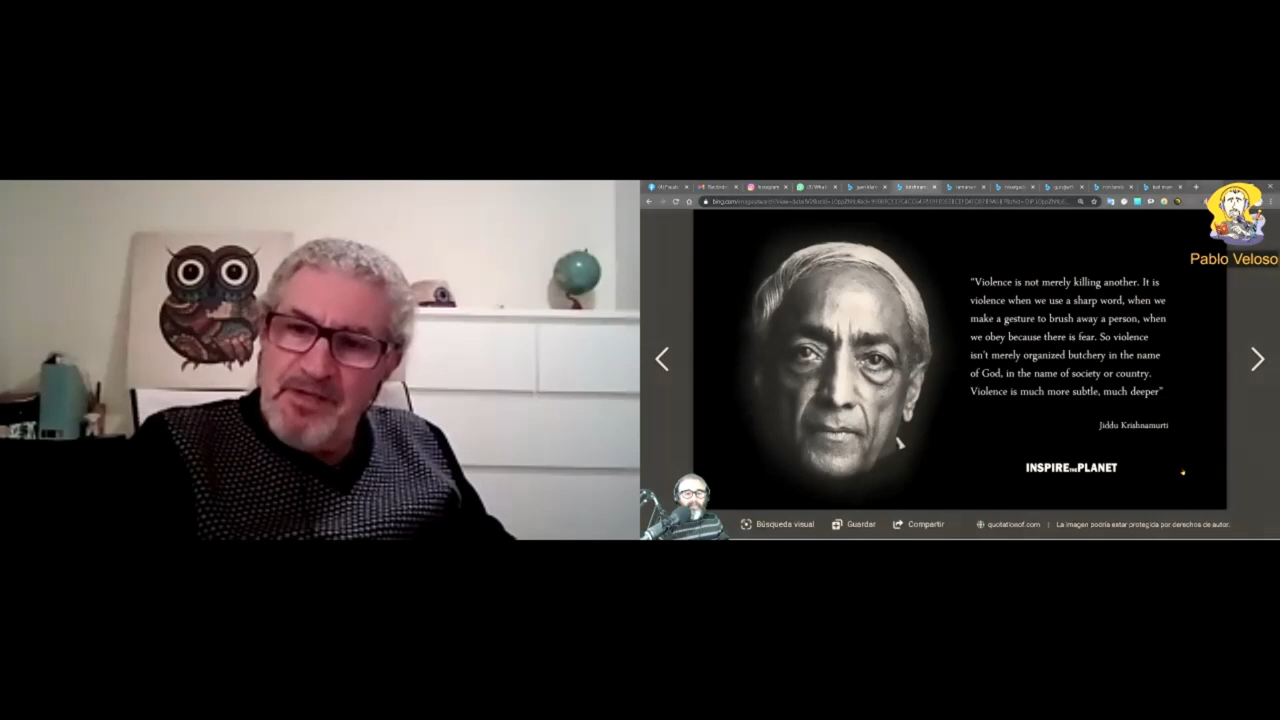 Pablo Veloso
“Violence is not merely killing another. It is
violence when we use a sharp word, when we
make a gesture to brush away a person, when
we obey because there is fear. So violence
isn't merely organized butchery in the name
of God, in the name of society or country.
Violence is much more subtle, much deeper”
Jiddu Krishnamurti
INSPIRE THE PLANET
Búsqueda visual
Guardar
Compartir
quotationof.com | La imagen podría estar protegida por derechos de autor.